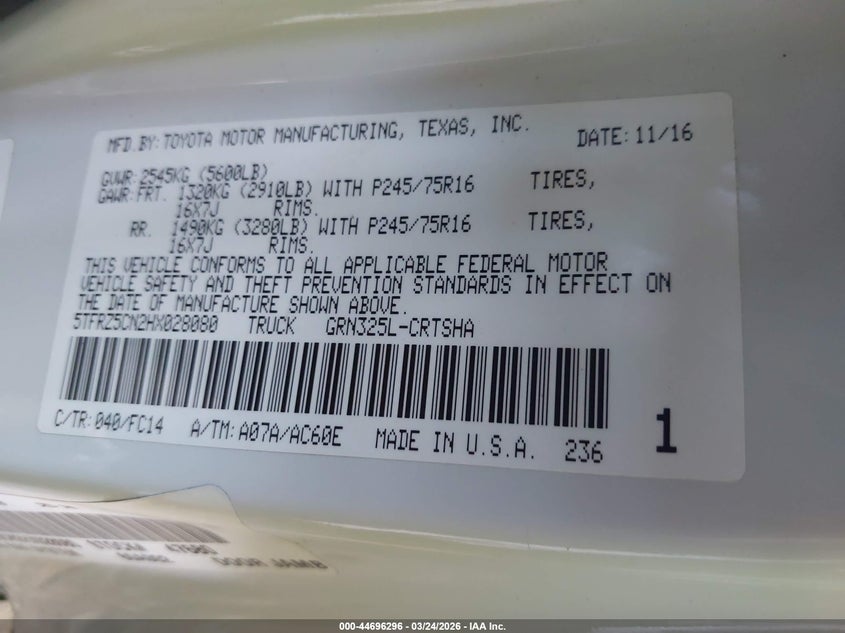 MFD.BY:TOYOTA MOTOR MANUFACTURING, TEXAS, INC. DATE:11/16
GVWR:2545KG (5600LB)
GAWR:FRT. 1320KG (2910LB) WITH P245/75R16 TIRES,
16X7J RIMS.
RR. 1490KG (3280LB) WITH P245/75R16 TIRES,
16X7J RIMS.
THIS VEHICLE CONFORMS TO ALL APPLICABLE FEDERAL MOTOR
VEHICLE SAFETY AND THEFT PREVENTION STANDARDS IN EFFECT ON
THE DATE OF MANUFACTURE SHOWN ABOVE.
5TFRZ5CN2HX028080 TRUCK GRN325L-CRTSHA
C/TR:040/FC14 A/TM:A07A/AC60E MADE IN U.S.A. 236 1
DOOR JAMB
000-44696296 - 03/24/2026 - IAA Inc.